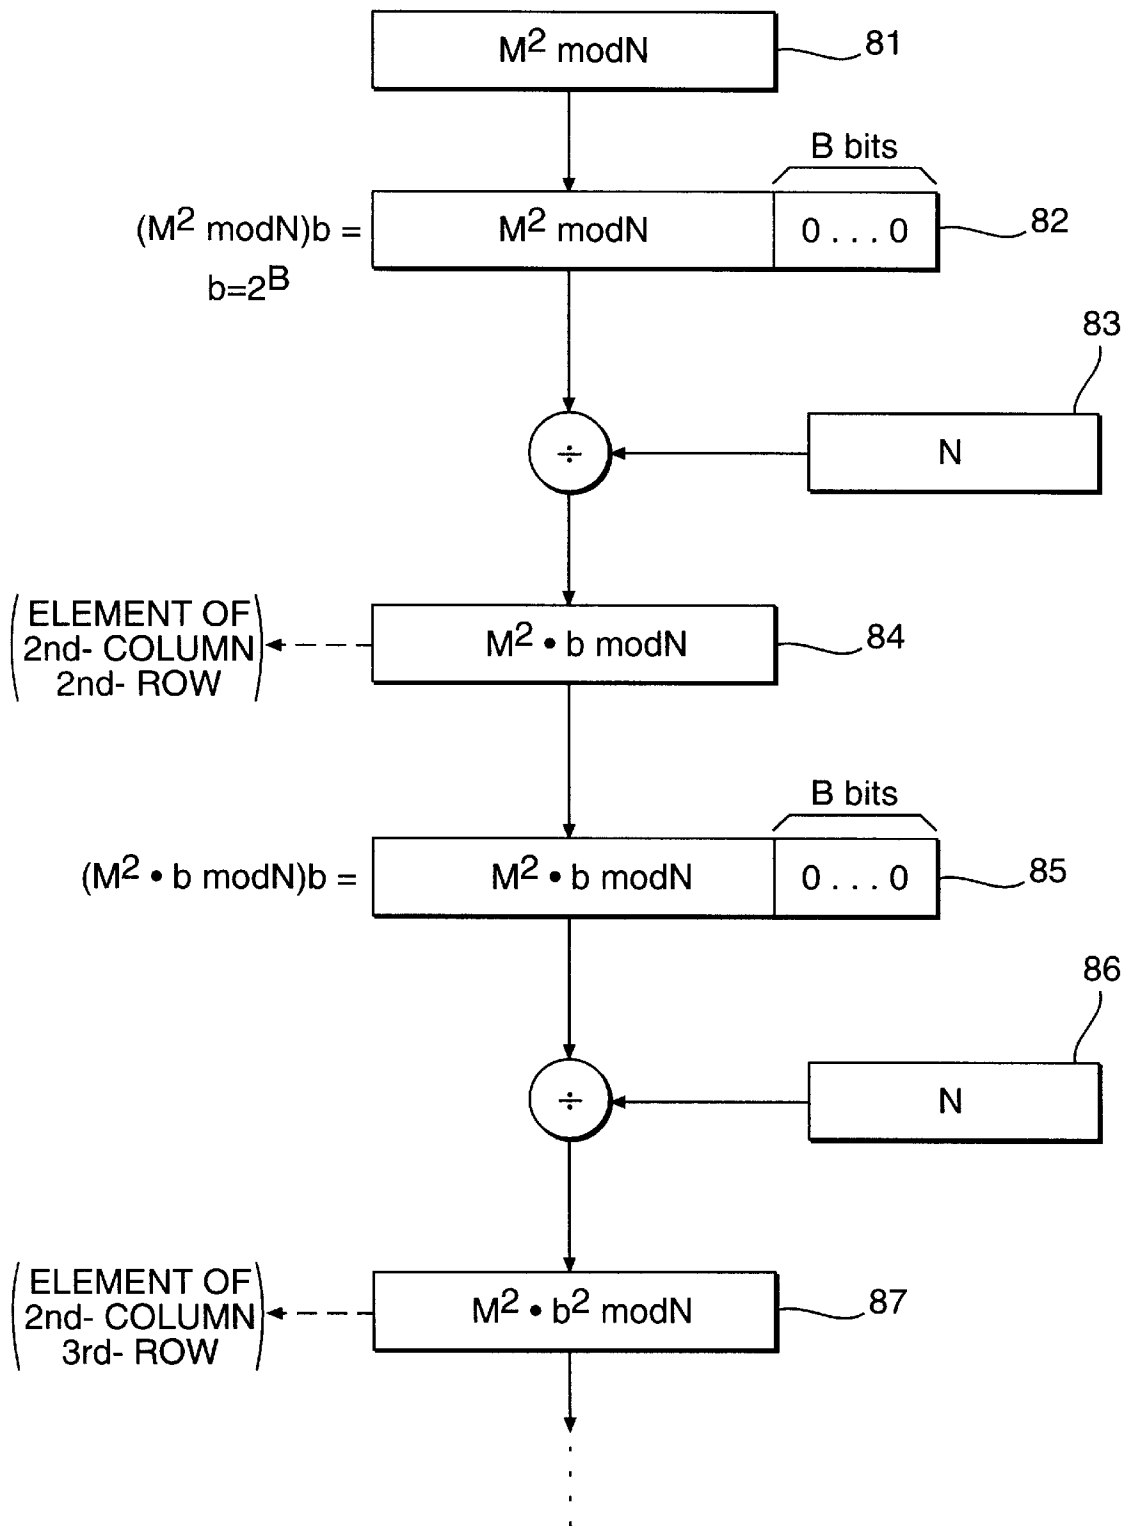 M² modN
81
B bits
(M² modN)b =
M² modN
0 . . . 0
82
b=2ᴮ
83
÷
N
ELEMENT OF
2nd- COLUMN
2nd- ROW
M² • b modN
84
B bits
(M² • b modN)b =
M² • b modN
0 . . . 0
85
86
÷
N
ELEMENT OF
2nd- COLUMN
3rd- ROW
M² • b² modN
87